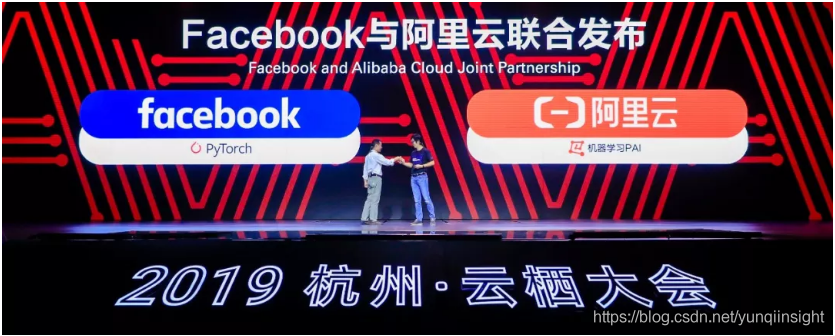 Facebook与阿里云联合发布
Facebook and Alibaba Cloud Joint Partnership
facebook
PyTorch
阿里云
机器学习PAI
2019 杭州·云栖大会
https://blog.csdn.net/yunqiinsight